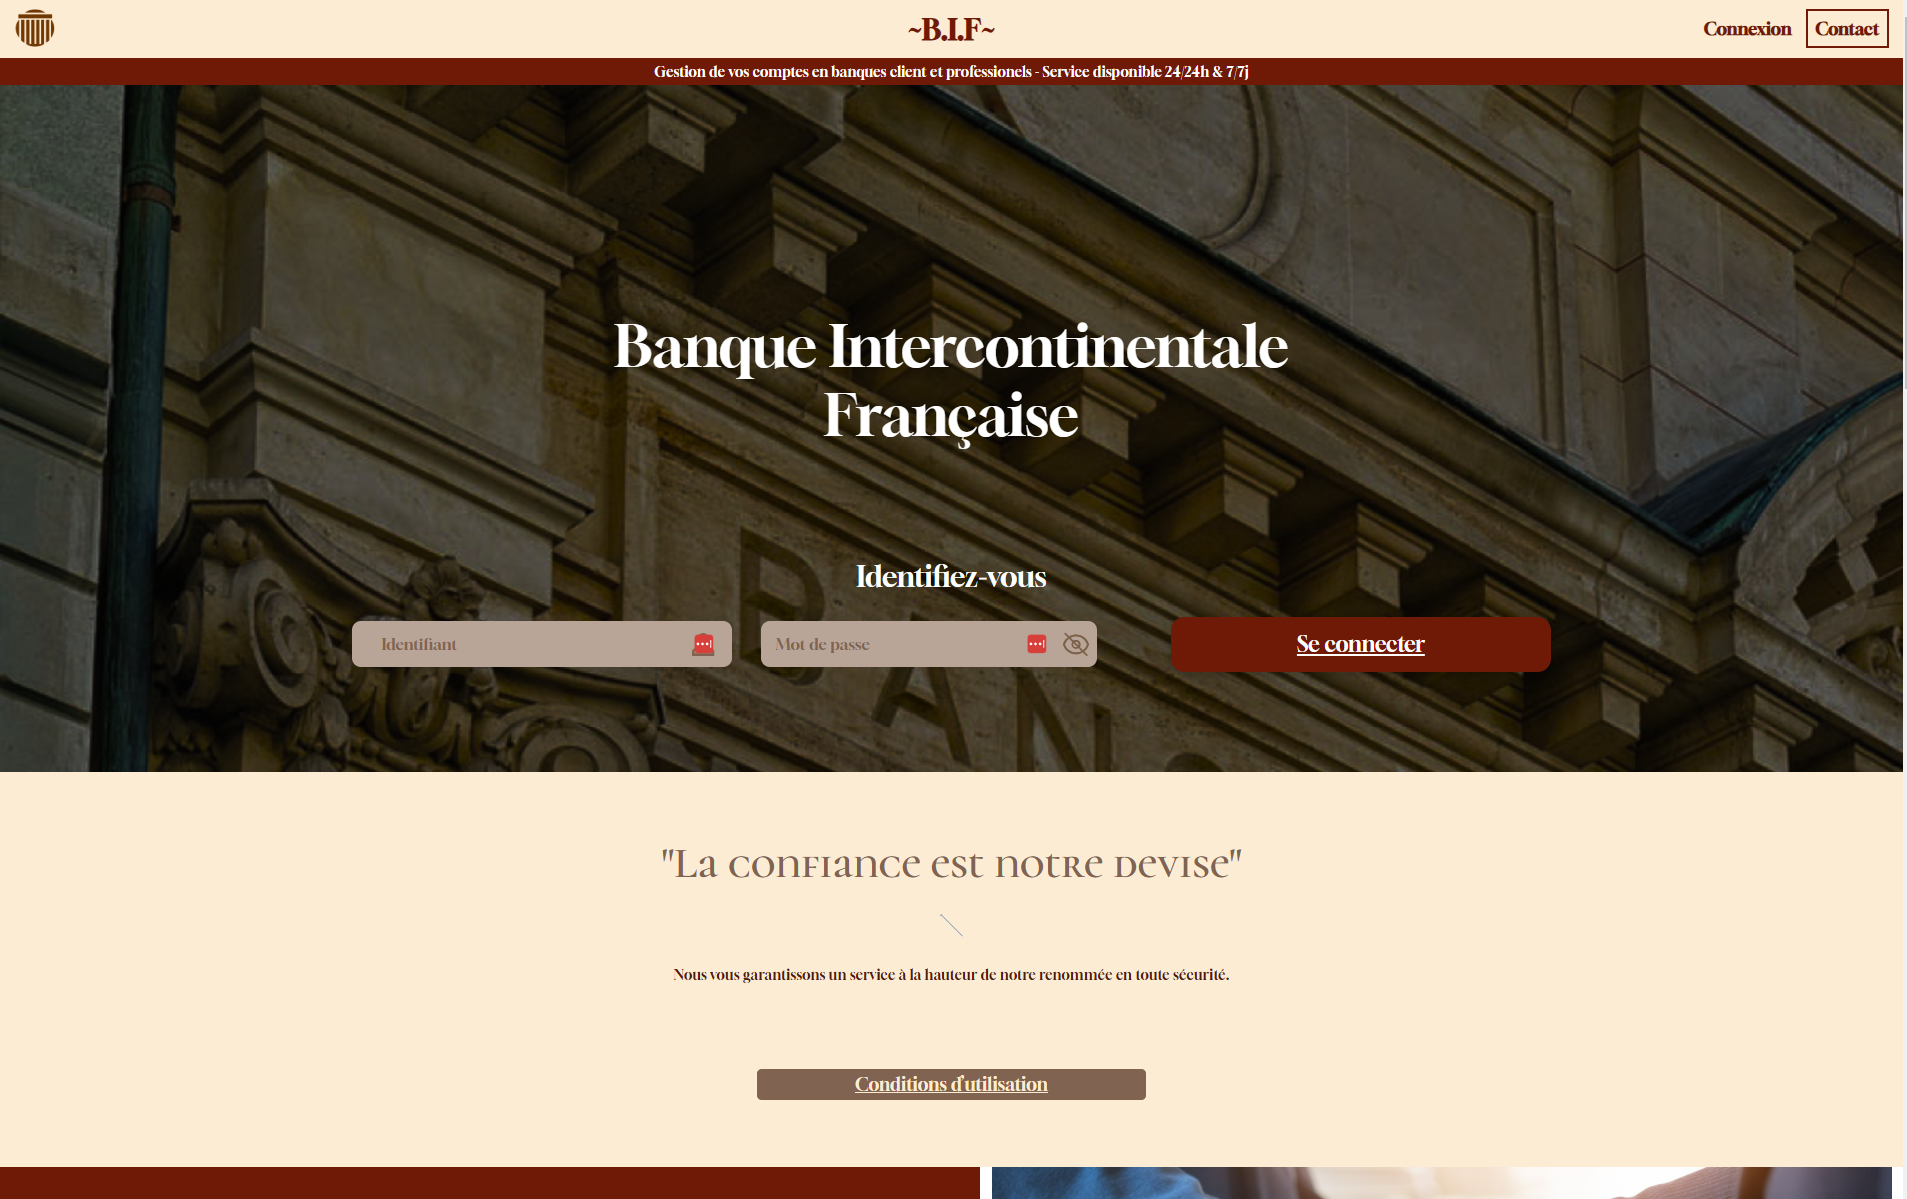 ~B.I.F~
Connexion
Contact
Gestion de vos comptes en banques client et professionels - Service disponible 24/24h & 7/7j
Banque Intercontinentale
Française
Identifiez-vous
Identifiant
Mot de passe
Se connecter
BAN
BAN
"La confiance est notre devise"
Nous vous garantissons un service à la hauteur de notre renommée en toute sécurité.
Conditions d'utilisation